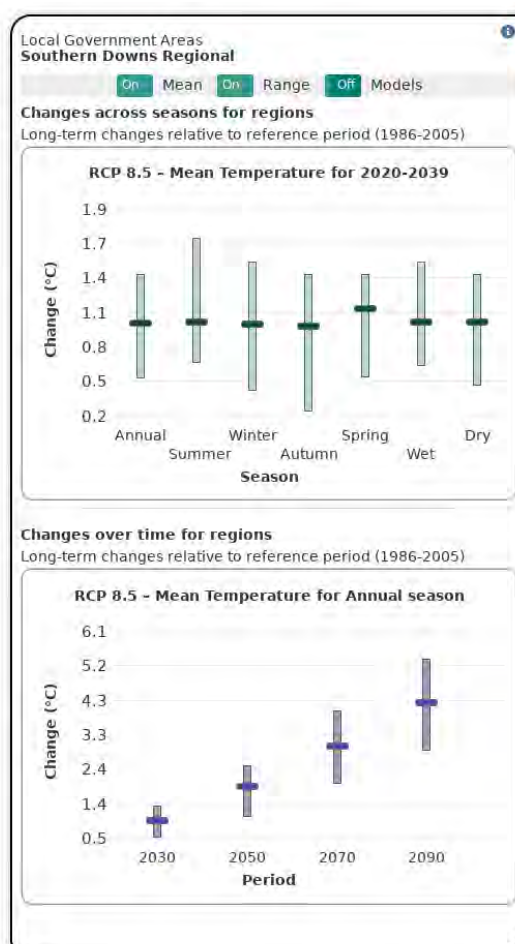 Local Government Areas
Southern Downs Regional
i
On Mean On Range Off Models
Changes across seasons for regions
Long-term changes relative to reference period (1986-2005)
RCP 8.5 – Mean Temperature for 2020-2039
Change (°C)
1.9
1.7
1.4
1.1
0.8
0.5
0.2
Annual Winter Spring Dry
Summer Autumn Wet
Season
Changes over time for regions
Long-term changes relative to reference period (1986-2005)
RCP 8.5 – Mean Temperature for Annual season
Change (°C)
6.1
5.2
4.3
3.3
2.4
1.4
0.5
2030 2050 2070 2090
Period